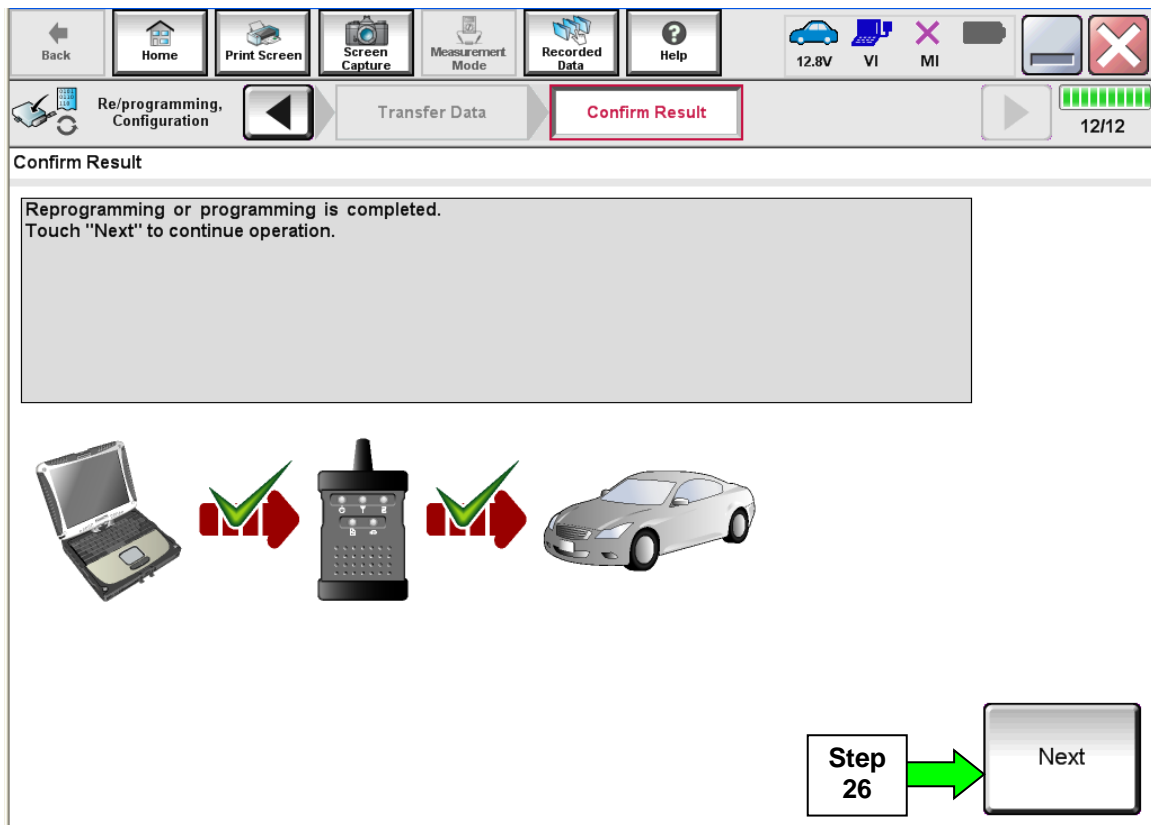 Back
Home
Print Screen
Screen
Capture
Measurement
Mode
Recorded
Data
Help
12.8V
VI
MI
Re/programming,
Configuration
Transfer Data
Confirm Result
12/12
Confirm Result
Reprogramming or programming is completed.
Touch "Next" to continue operation.
Step
26
Next